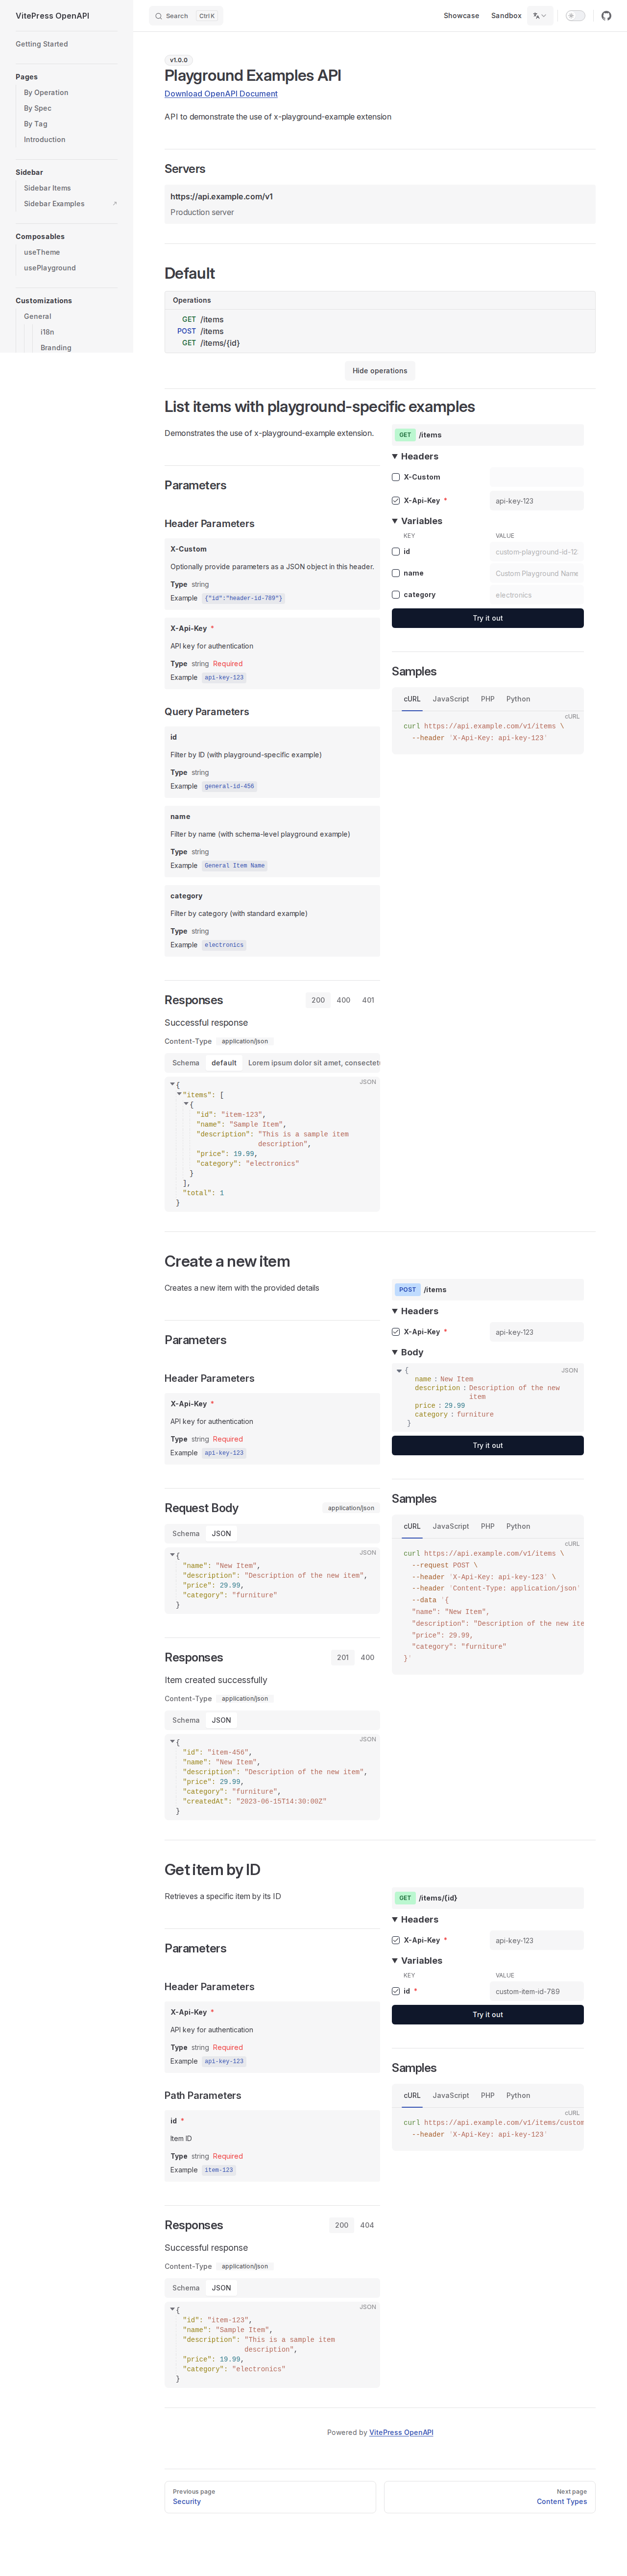 VitePress OpenAPI
Search Ctrl K
Showcase
Sandbox
Getting Started
Pages
By Operation
By Spec
By Tag
Introduction
Sidebar
Sidebar Items
Sidebar Examples ↗
Composables
useTheme
usePlayground
Customizations
General
i18n
Branding
v1.0.0
Playground Examples API
Download OpenAPI Document
API to demonstrate the use of x-playground-example extension
Servers
https://api.example.com/v1
Production server
Default
Operations
GET /items
POST /items
GET /items/{id}
Hide operations
List items with playground-specific examples
Demonstrates the use of x-playground-example extension.
Parameters
Header Parameters
X-Custom
Optionally provide parameters as a JSON object in this header.
Type string
Example {"id":"header-id-789"}
X-Api-Key *
API key for authentication
Type string Required
Example api-key-123
Query Parameters
id
Filter by ID (with playground-specific example)
Type string
Example general-id-456
name
Filter by name (with schema-level playground example)
Type string
Example General Item Name
category
Filter by category (with standard example)
Type string
Example electronics
Responses 200 400 401
Successful response
Content-Type application/json
Schema default Lorem ipsum dolor sit amet, consectet
JSON
{
"items": [
{
"id": "item-123",
"name": "Sample Item",
"description": "This is a sample item
description",
"price": 19.99,
"category": "electronics"
}
],
"total": 1
}
GET /items
Headers
X-Custom
X-Api-Key * api-key-123
Variables
KEY VALUE
id custom-playground-id-12
name Custom Playground Name
category electronics
Try it out
Samples
cURL JavaScript PHP Python
cURL
curl https://api.example.com/v1/items \
--header 'X-Api-Key: api-key-123'
Create a new item
Creates a new item with the provided details
Parameters
Header Parameters
X-Api-Key *
API key for authentication
Type string Required
Example api-key-123
Request Body application/json
Schema JSON
JSON
{
"name": "New Item",
"description": "Description of the new item",
"price": 29.99,
"category": "furniture"
}
Responses 201 400
Item created successfully
Content-Type application/json
Schema JSON
JSON
{
"id": "item-456",
"name": "New Item",
"description": "Description of the new item",
"price": 29.99,
"category": "furniture",
"createdAt": "2023-06-15T14:30:00Z"
}
POST /items
Headers
X-Api-Key * api-key-123
Body
JSON
{
name : New Item
description : Description of the new
item
price : 29.99
category : furniture
}
Try it out
Samples
cURL JavaScript PHP Python
cURL
curl https://api.example.com/v1/items \
--request POST \
--header 'X-Api-Key: api-key-123' \
--header 'Content-Type: application/json'
--data '{
"name": "New Item",
"description": "Description of the new ite
"price": 29.99,
"category": "furniture"
}'
Get item by ID
Retrieves a specific item by its ID
Parameters
Header Parameters
X-Api-Key *
API key for authentication
Type string Required
Example api-key-123
Path Parameters
id *
Item ID
Type string Required
Example item-123
Responses 200 404
Successful response
Content-Type application/json
Schema JSON
JSON
{
"id": "item-123",
"name": "Sample Item",
"description": "This is a sample item
description",
"price": 19.99,
"category": "electronics"
}
GET /items/{id}
Headers
X-Api-Key * api-key-123
Variables
KEY VALUE
id * custom-item-id-789
Try it out
Samples
cURL JavaScript PHP Python
cURL
curl https://api.example.com/v1/items/custom
--header 'X-Api-Key: api-key-123'
Powered by VitePress OpenAPI
Previous page
Security
Next page
Content Types